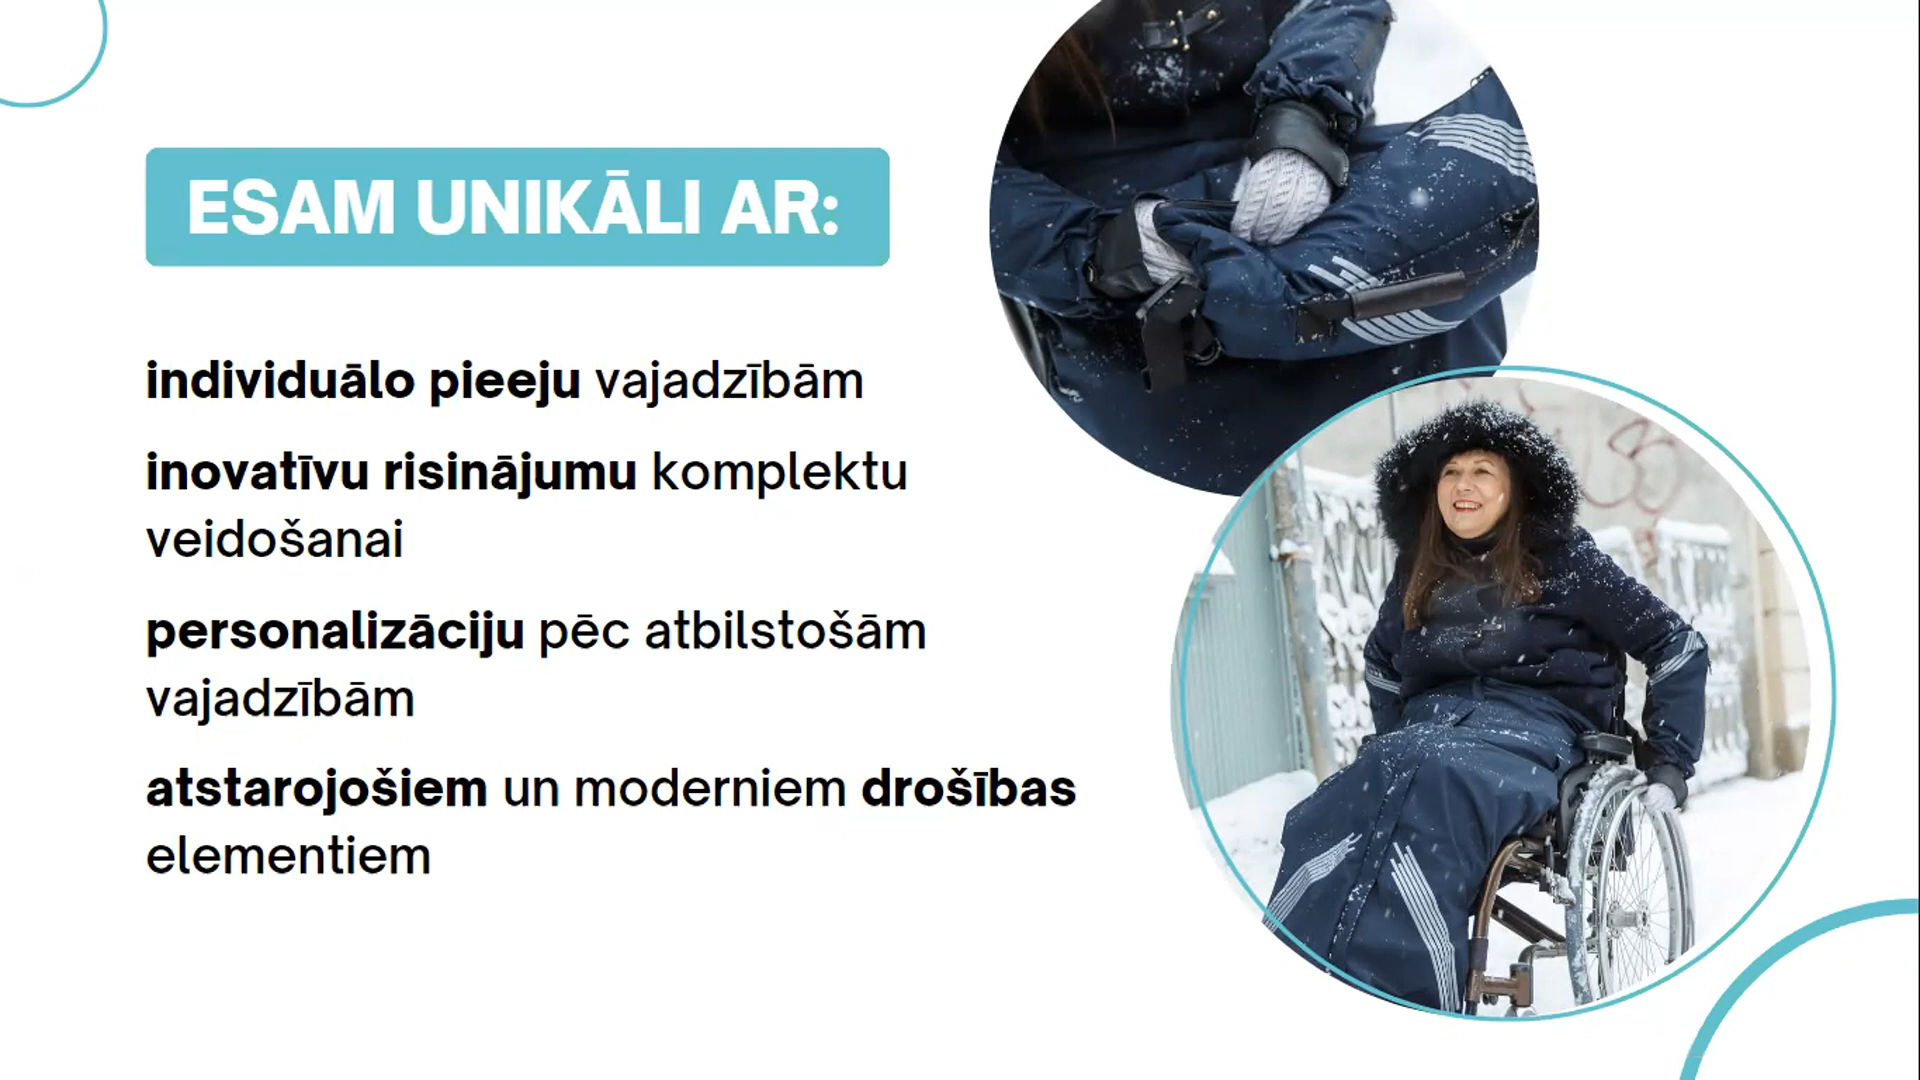 ESAM UNIKĀLI AR:
individuālo pieeju vajadzībām
inovatīvu risinājumu komplektu
veidošanai
personalizāciju pēc atbilstošām
vajadzībām
atstarojošiem un moderniem drošības
elementiem